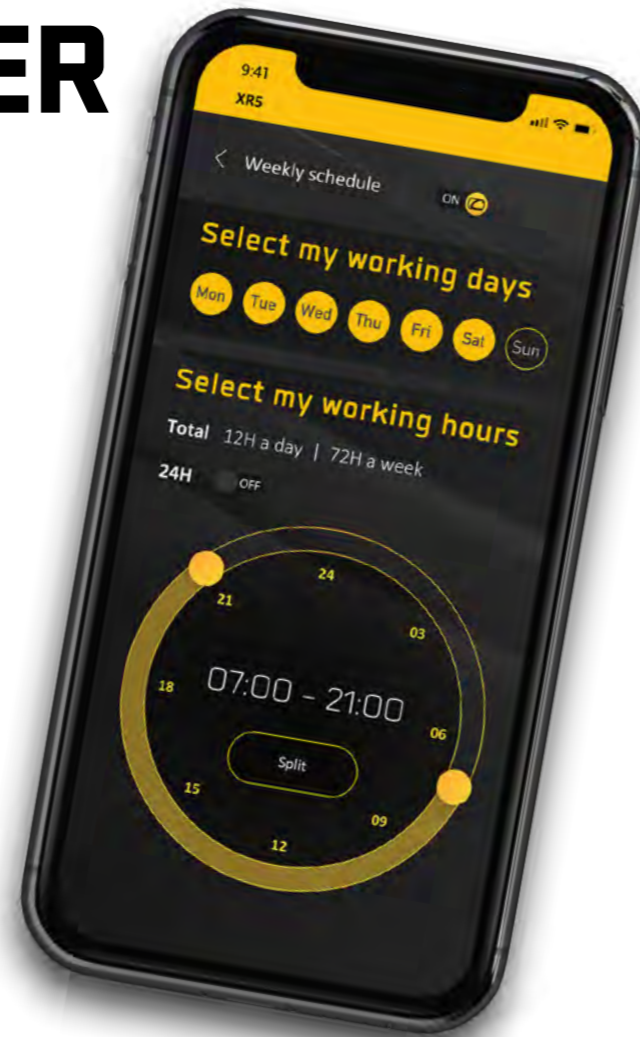 ER
9:41
XR5
Weekly schedule
ON
Select my working days
Mon Tue Wed Thu Fri Sat Sun
Select my working hours
Total 12H a day | 72H a week
24H OFF
24
21
03
18
07:00 - 21:00
06
Split
15
09
12